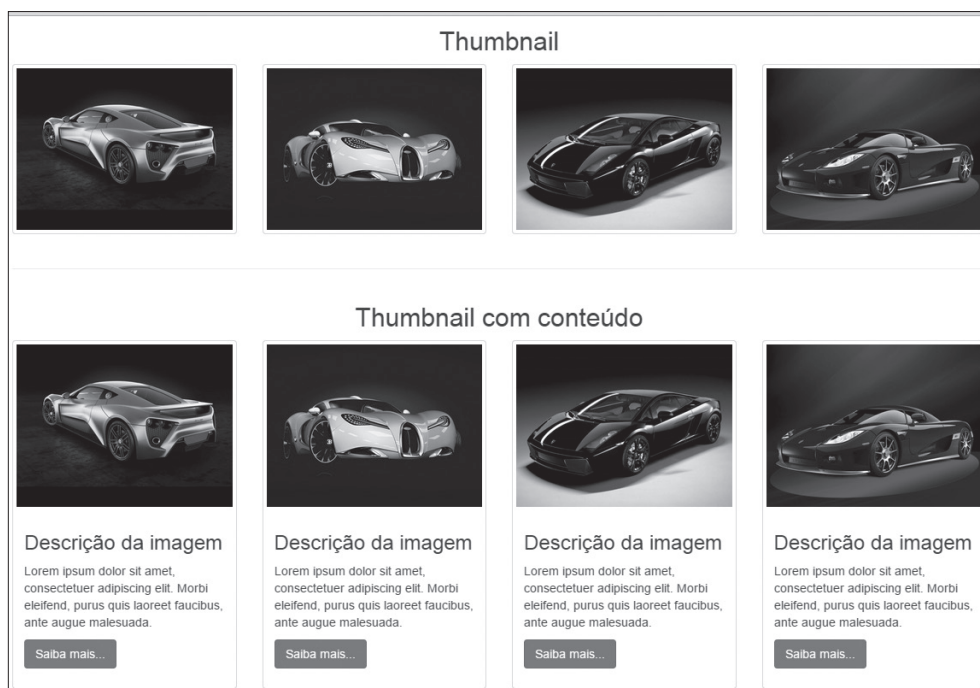 Thumbnail
Thumbnail com conteúdo
Descrição da imagem
Lorem ipsum dolor sit amet,
consectetuer adipiscing elit. Morbi
eleifend, purus quis laoreet faucibus,
ante augue malesuada.
Saiba mais...
Descrição da imagem
Lorem ipsum dolor sit amet,
consectetuer adipiscing elit. Morbi
eleifend, purus quis laoreet faucibus,
ante augue malesuada.
Saiba mais...
Descrição da imagem
Lorem ipsum dolor sit amet,
consectetuer adipiscing elit. Morbi
eleifend, purus quis laoreet faucibus,
ante augue malesuada.
Saiba mais...
Descrição da imagem
Lorem ipsum dolor sit amet,
consectetuer adipiscing elit. Morbi
eleifend, purus quis laoreet faucibus,
ante augue malesuada.
Saiba mais...